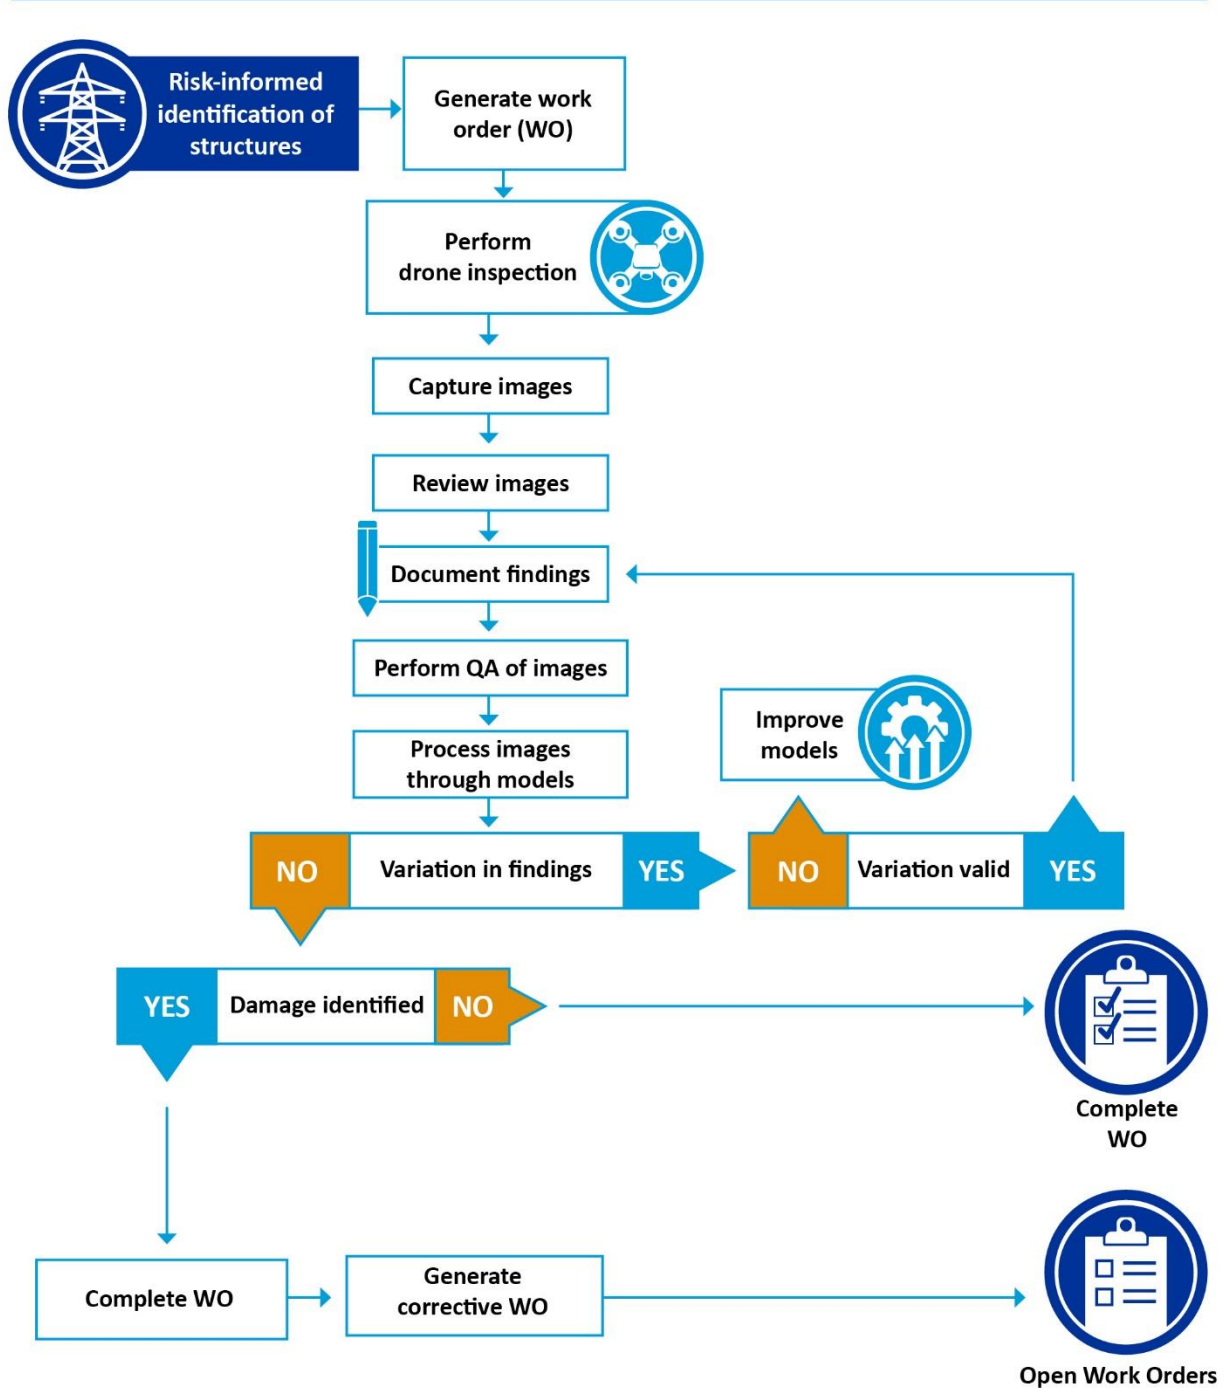 Risk-informed
identification of
structures
Generate work
order (WO)
Perform
drone inspection
Capture images
Review images
Document findings
Perform QA of images
Process images
through models
Improve
models
NO
Variation in findings
YES
NO
Variation valid
YES
YES
Damage identified
NO
Complete
WO
Complete WO
Generate
corrective WO
Open Work Orders